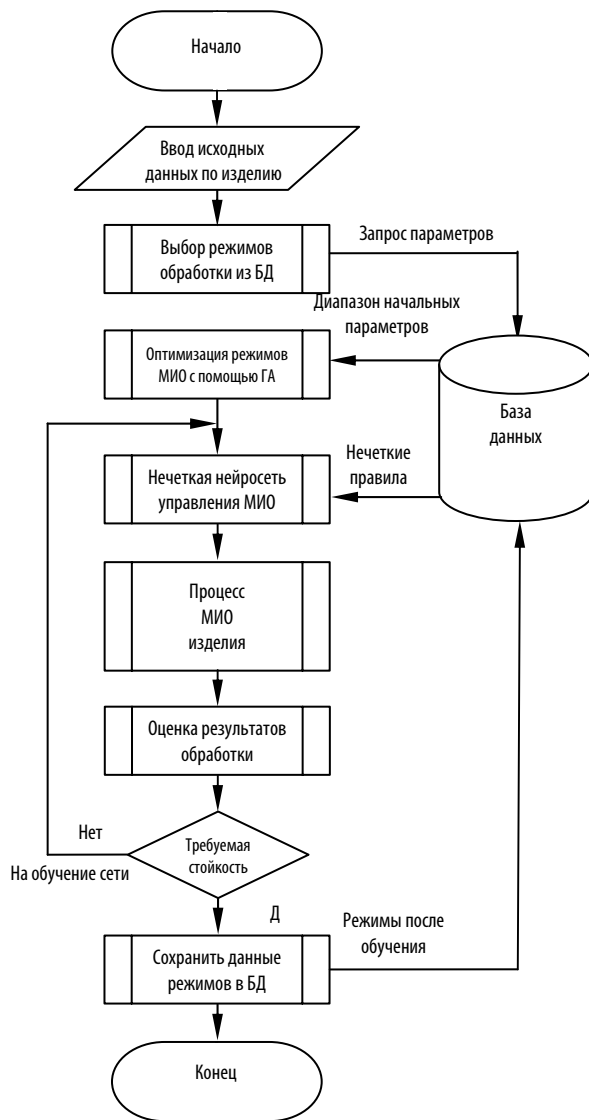 Начало
Ввод исходных
данных по изделию
Выбор режимов
обработки из БД
Запрос параметров
Диапазон начальных
параметров
Оптимизация режимов
МИО с помощью ГА
База
данных
Нечеткие
правила
Нечеткая нейросеть
управления МИО
Процесс
МИО
изделия
Оценка результатов
обработки
Нет
Требуемая
стойкость
На обучение сети
Д
Режимы после
обучения
Сохранить данные
режимов в БД
Конец